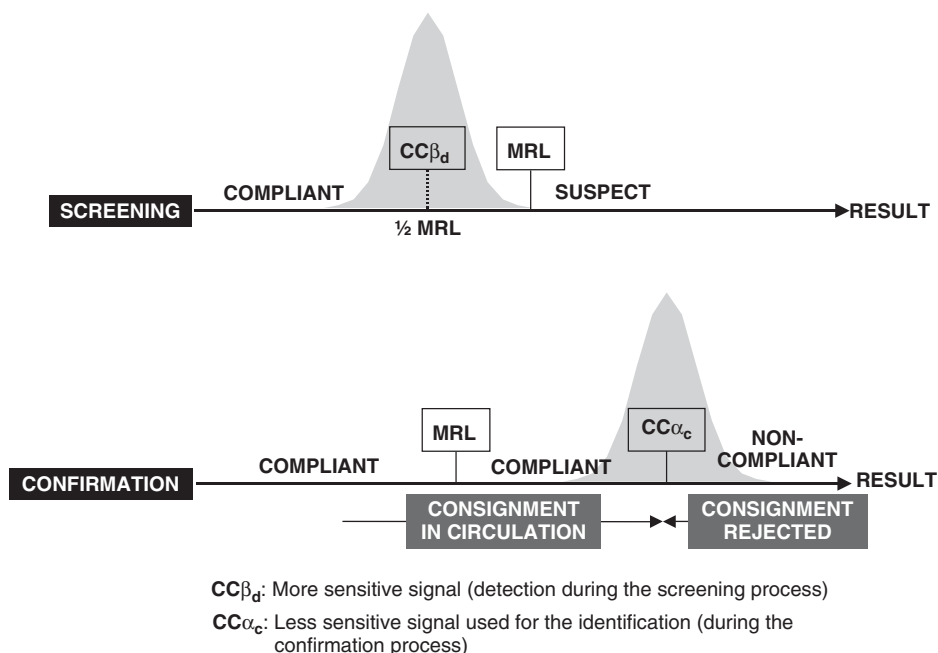 CCβd
MRL
COMPLIANT
SUSPECT
SCREENING
RESULT
½ MRL
MRL
CCαc
NON-
COMPLIANT
COMPLIANT
COMPLIANT
CONFIRMATION
RESULT
CONSIGNMENT
IN CIRCULATION
CONSIGNMENT
REJECTED
CCβd: More sensitive signal (detection during the screening process)
CCαc: Less sensitive signal used for the identification (during the
confirmation process)